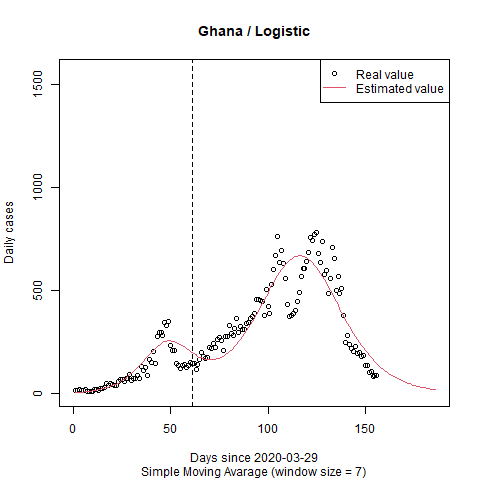 Ghana / Logistic
Real value
Estimated value
Daily cases
0
500
1000
1500
0
50
100
150
Days since 2020-03-29
Simple Moving Avarage (window size = 7)